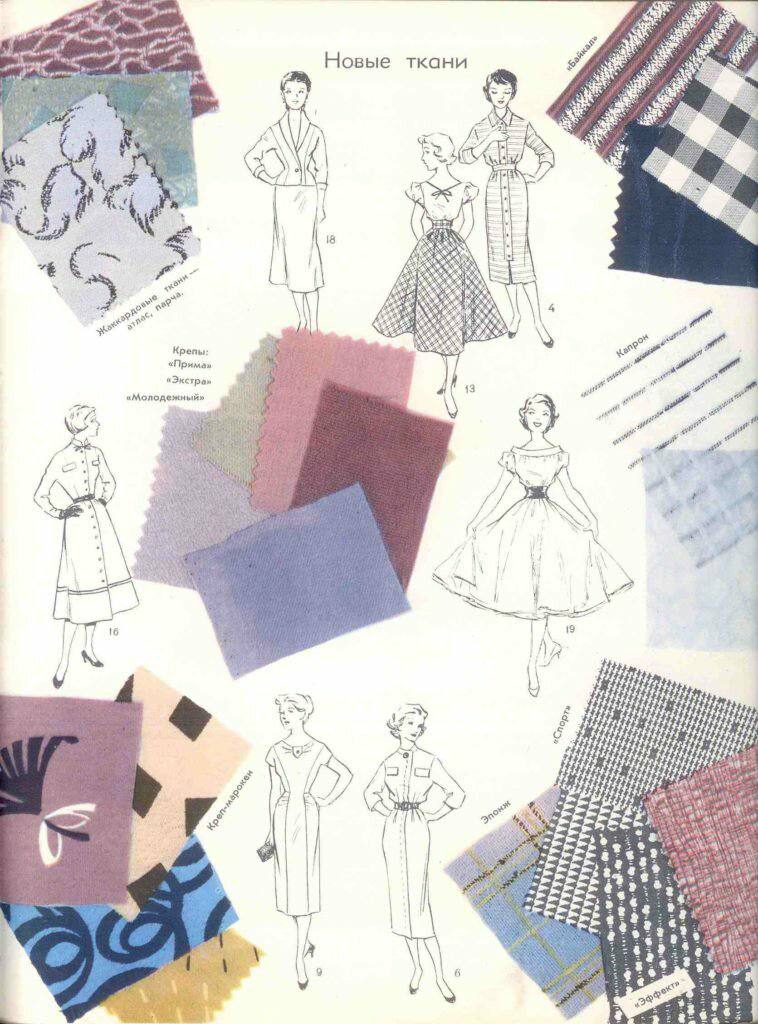 Новые ткани
«Байкал»
18
4
13
Жаккардовые ткани —
атлас, парча.
Крепы:
«Прима»
«Экстра»
«Молодежный»
Капрон
16
19
«Спорт»
Креп-марокен
Эпонж
9
6
«Эффект»